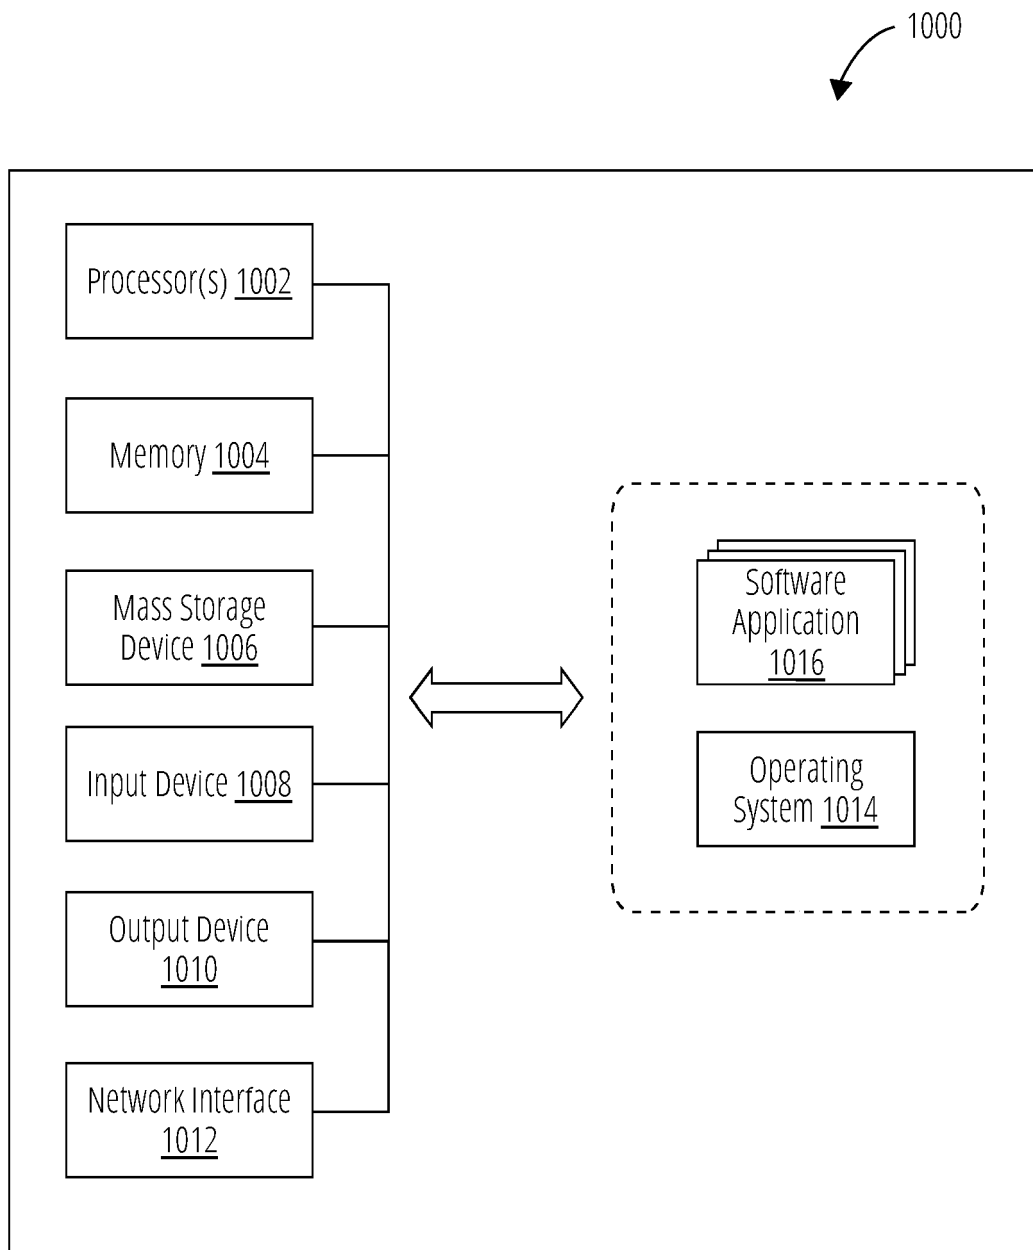 1000
Processor(s) 1002
Memory 1004
Mass Storage
Device 1006
Input Device 1008
Output Device
1010
Network Interface
1012
Software
Application
1016
Operating
System 1014